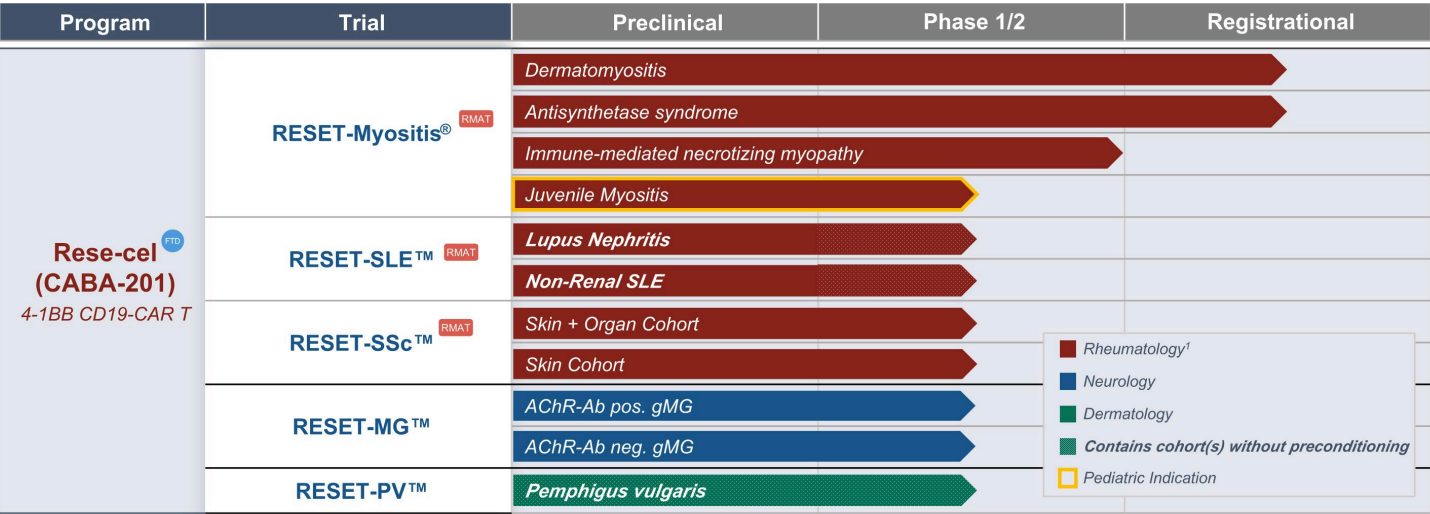 Program
Trial
Preclinical
Phase 1/2
Registrational
Rese-cel FTD
(CABA-201)
4-1BB CD19-CAR T
RESET-Myositis® RMAT
Dermatomyositis
Antisynthetase syndrome
Immune-mediated necrotizing myopathy
Juvenile Myositis
RESET-SLE™ RMAT
Lupus Nephritis
Non-Renal SLE
RESET-SSc™ RMAT
Skin + Organ Cohort
Skin Cohort
RESET-MG™
AChR-Ab pos. gMG
AChR-Ab neg. gMG
RESET-PV™
Pemphigus vulgaris
Rheumatology¹
Neurology
Dermatology
Contains cohort(s) without preconditioning
Pediatric Indication